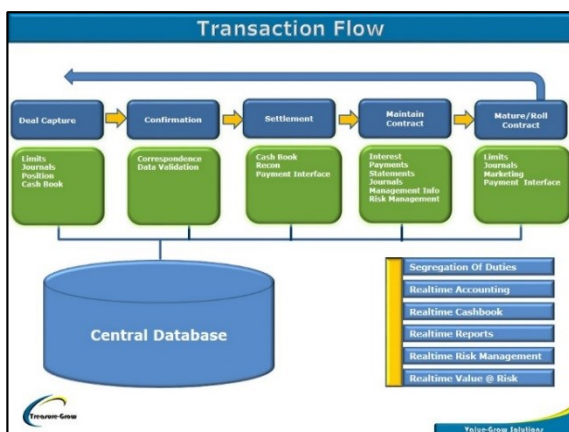 Transaction Flow
Deal Capture
Confirmation
Settlement
Maintain
Contract
Mature/Roll
Contract
Limits
Journals
Position
Cash Book
Correspondence
Data Validation
Cash Book
Recon
Payment Interface
Interest
Payments
Statements
Journals
Management Info
Risk Management
Limits
Journals
Marketing
Payment Interface
Central Database
Segregation Of Duties
Realtime Accounting
Realtime Cashbook
Realtime Reports
Realtime Risk Management
Realtime Value @ Risk
Treasure-Grow
Value-Grow Solutions